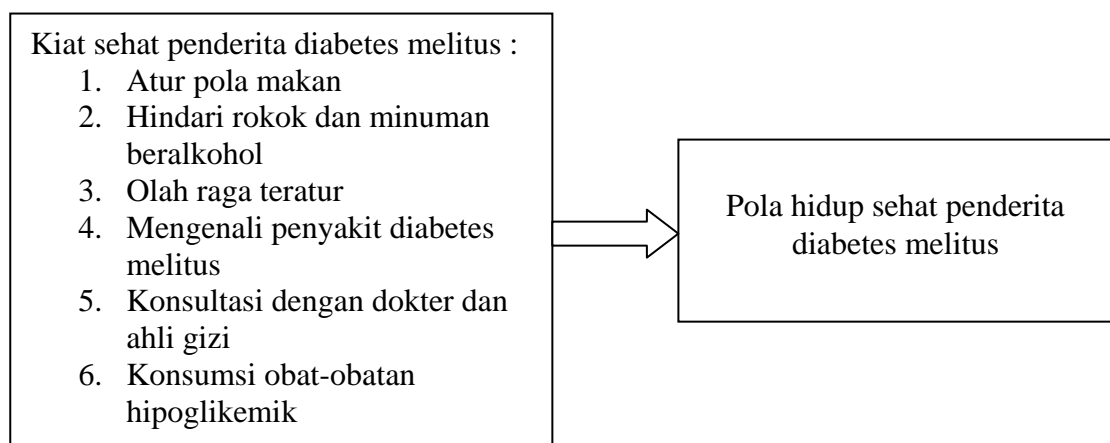 Kiat sehat penderita diabetes melitus :
1. Atur pola makan
2. Hindari rokok dan minuman
beralkohol
3. Olah raga teratur
4. Mengenali penyakit diabetes
melitus
5. Konsultasi dengan dokter dan
ahli gizi
6. Konsumsi obat-obatan
hipoglikemik
Pola hidup sehat penderita
diabetes melitus